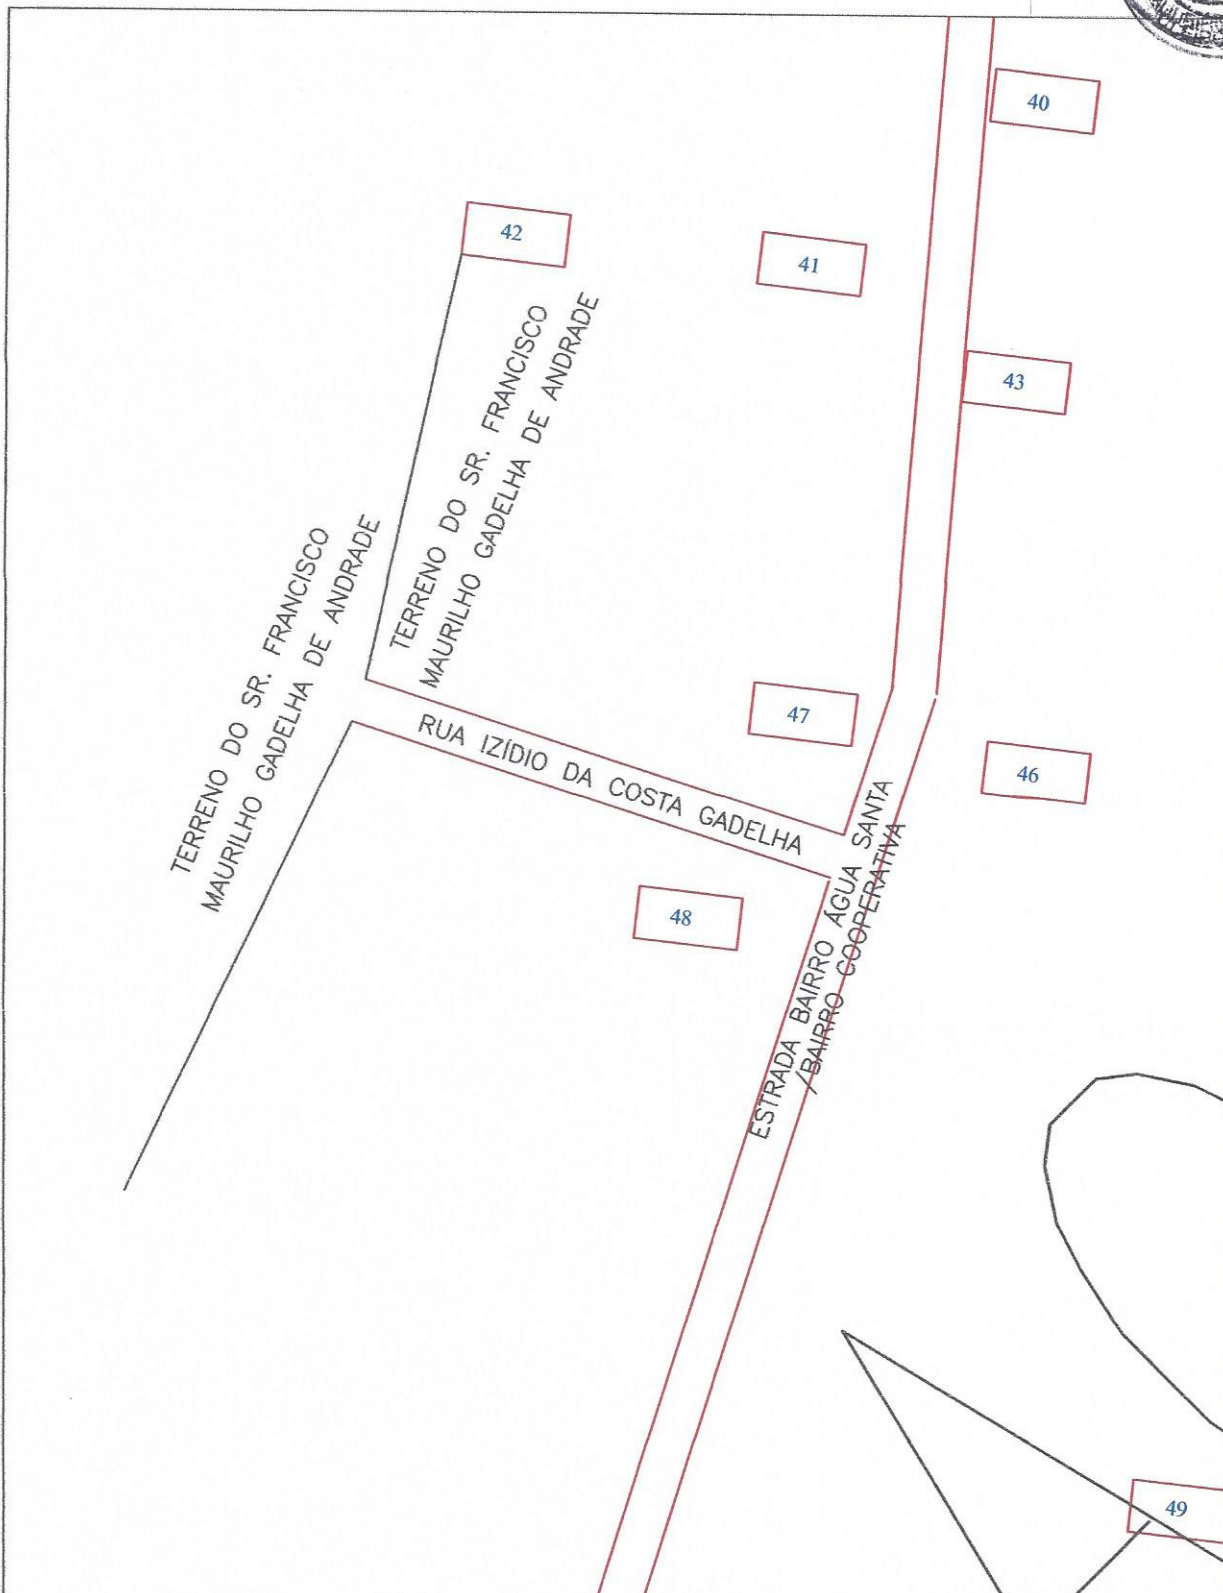 40
42
41
43
TERRENO DO SR. FRANCISCO
MAURILHO GADELHA DE ANDRADE
TERRENO DO SR. FRANCISCO
MAURILHO GADELHA DE ANDRADE
47
RUA IZÍDIO DA COSTA GADELHA
46
48
ESTRADA BAIRRO ÁGUA SANTA
/BAIRRO COOPERATIVA
49